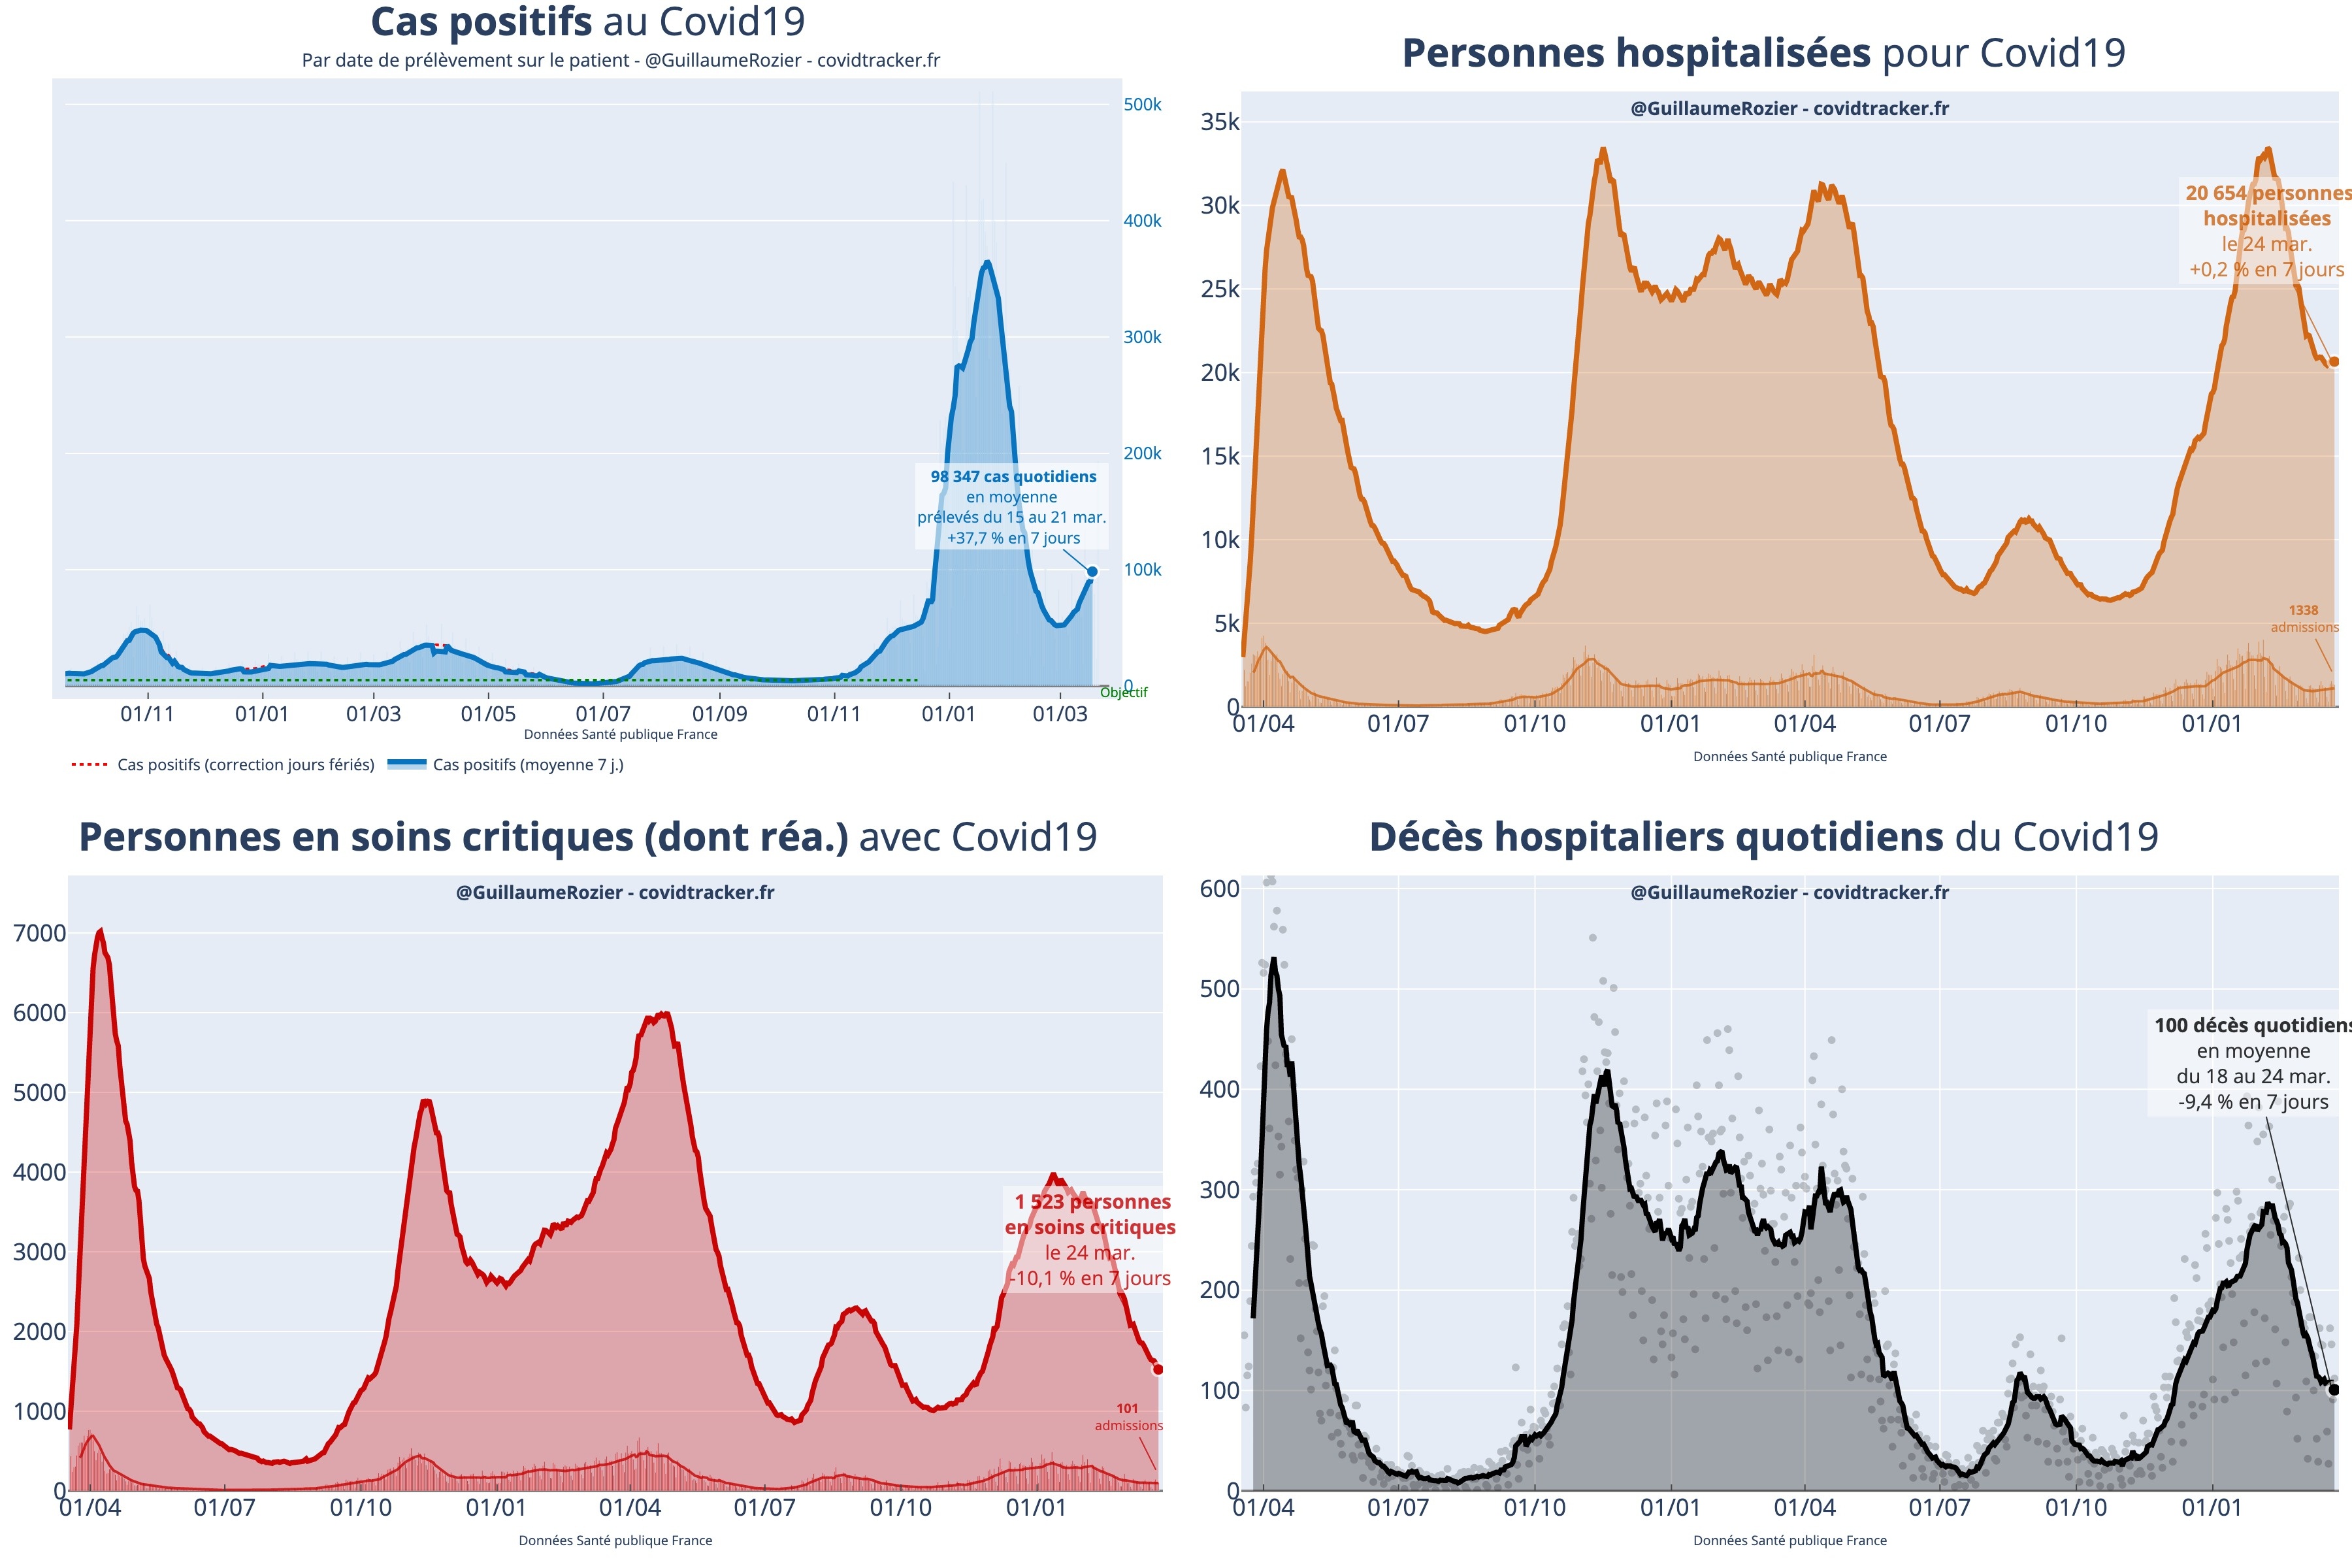 Cas positifs au Covid19
Par date de prélèvement sur le patient - @GuillaumeRozier - covidtracker.fr
500k
400k
300k
200k
100k
0
98 347 cas quotidiens
en moyenne
prélevés du 15 au 21 mar.
+37,7 % en 7 jours
Objectif
01/11 01/01 01/03 01/05 01/07 01/09 01/11 01/01 01/03
Données Santé publique France
Cas positifs (correction jours fériés) Cas positifs (moyenne 7 j.)
Personnes hospitalisées pour Covid19
@GuillaumeRozier - covidtracker.fr
35k
30k
25k
20k
15k
10k
5k
0
20 654 personnes
hospitalisées
le 24 mar.
+0,2 % en 7 jours
1338
admissions
01/04 01/07 01/10 01/01 01/04 01/07 01/10 01/01
Données Santé publique France
Personnes en soins critiques (dont réa.) avec Covid19
@GuillaumeRozier - covidtracker.fr
7000
6000
5000
4000
3000
2000
1000
0
1 523 personnes
en soins critiques
le 24 mar.
-10,1 % en 7 jours
101
admissions
01/04 01/07 01/10 01/01 01/04 01/07 01/10 01/01
Données Santé publique France
Décès hospitaliers quotidiens du Covid19
@GuillaumeRozier - covidtracker.fr
600
500
400
300
200
100
0
100 décès quotidiens
en moyenne
du 18 au 24 mar.
-9,4 % en 7 jours
01/04 01/07 01/10 01/01 01/04 01/07 01/10 01/01
Données Santé publique France